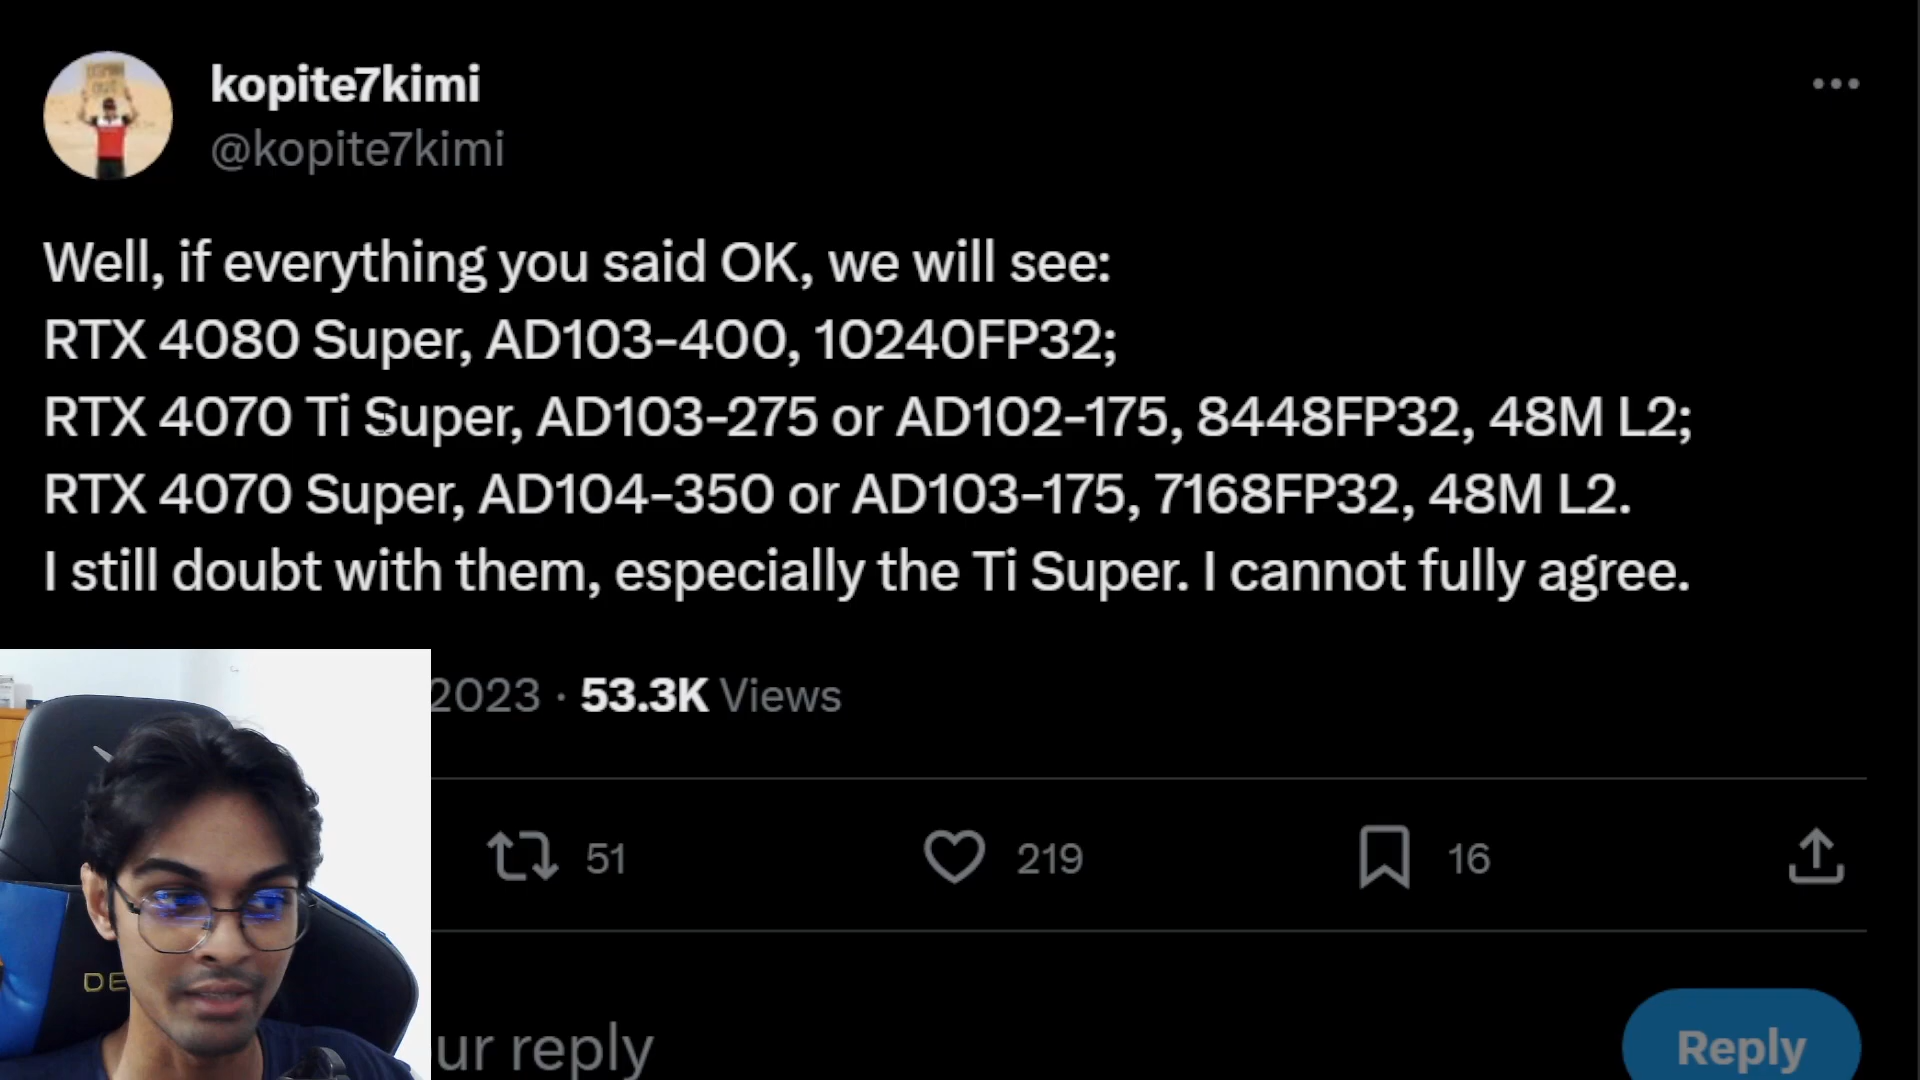 kopite7kimi
@kopite7kimi
Well, if everything you said OK, we will see:
RTX 4080 Super, AD103-400, 10240FP32;
RTX 4070 Ti Super, AD103-275 or AD102-175, 8448FP32, 48M L2;
RTX 4070 Super, AD104-350 or AD103-175, 7168FP32, 48M L2.
I still doubt with them, especially the Ti Super. I cannot fully agree.
2023 · 53.3K Views
51 219 16
DE
ur reply
Reply